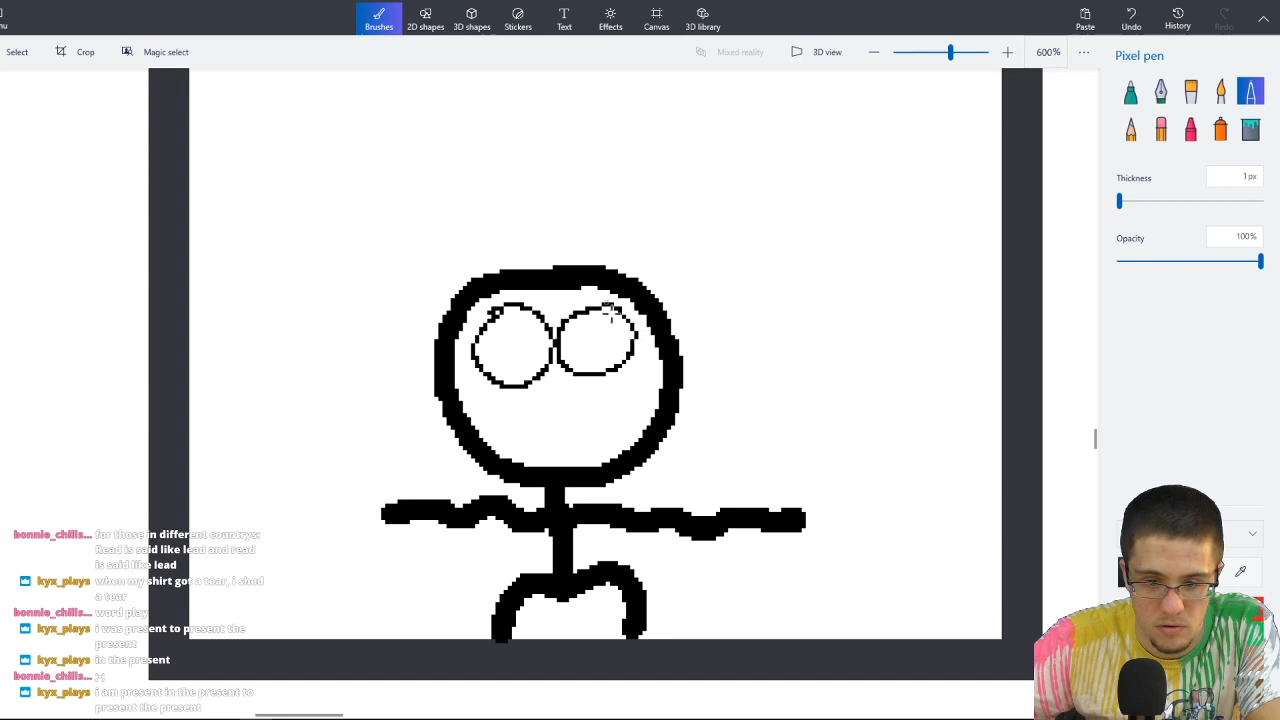 nu
Brushes
2D shapes
3D shapes
Stickers
Text
Effects
Canvas
3D library
Paste
Undo
History
Redo
Select
Crop
Magic select
Mixed reality
3D view
600%
Pixel pen
Thickness
1px
Opacity
100%
bonnie_chills... for those in different countrys:
Read is said like lead and read
is said like lead
kyx_plays when my shirt got a tear, i shed
a tear
bonnie_chills... word play
kyx_plays i was present to present the
present
kyx_plays in the present
bonnie_chills... ;-;
kyx_plays i am present in the present to
present the present